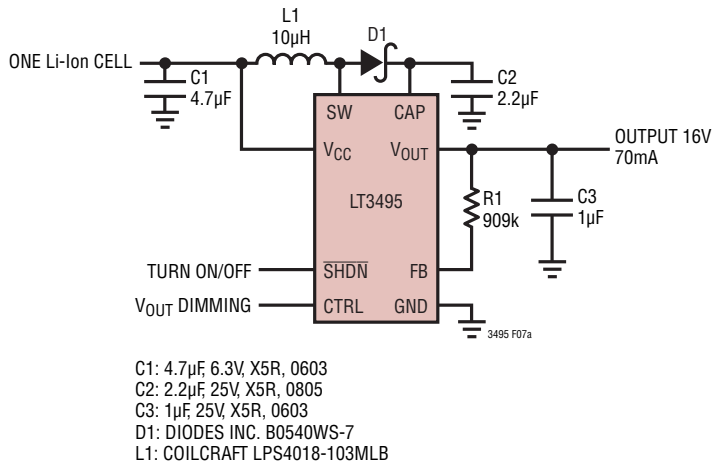 L1
10µH
D1
ONE Li-Ion CELL
C1
4.7µF
C2
2.2µF
SW
CAP
VCC
VOUT
OUTPUT 16V
70mA
LT3495
R1
909k
C3
1µF
TURN ON/OFF
SHDN
FB
VOUT DIMMING
CTRL
GND
3495 F07a
C1: 4.7µF, 6.3V, X5R, 0603
C2: 2.2µF, 25V, X5R, 0805
C3: 1µF, 25V, X5R, 0603
D1: DIODES INC. B0540WS-7
L1: COILCRAFT LPS4018-103MLB